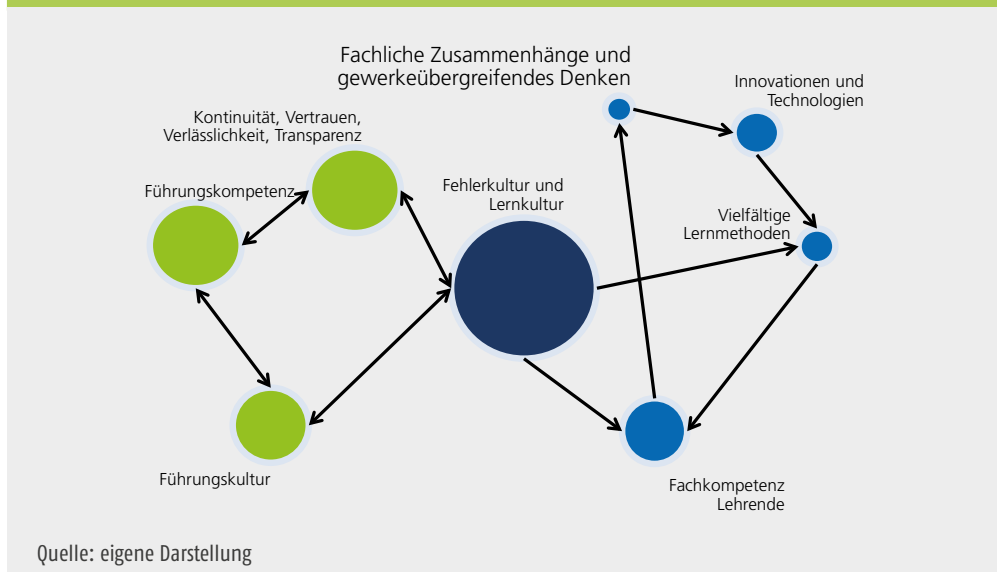 Fachliche Zusammenhänge und
gewerkeübergreifendes Denken
Innovationen und
Technologien
Kontinuität, Vertrauen,
Verlässlichkeit, Transparenz
Führungskompetenz
Fehlerkultur und
Lernkultur
Vielfältige
Lernmethoden
Führungskultur
Fachkompetenz
Lehrende
Quelle: eigene Darstellung